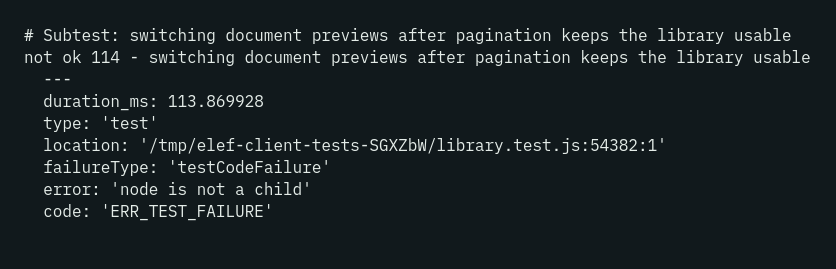 # Subtest: switching document previews after pagination keeps the library usable
not ok 114 - switching document previews after pagination keeps the library usable
  ---
  duration_ms: 113.869928
  type: 'test'
  location: '/tmp/elef-client-tests-SGXZbW/library.test.js:54382:1'
  failureType: 'testCodeFailure'
  error: 'node is not a child'
  code: 'ERR_TEST_FAILURE'